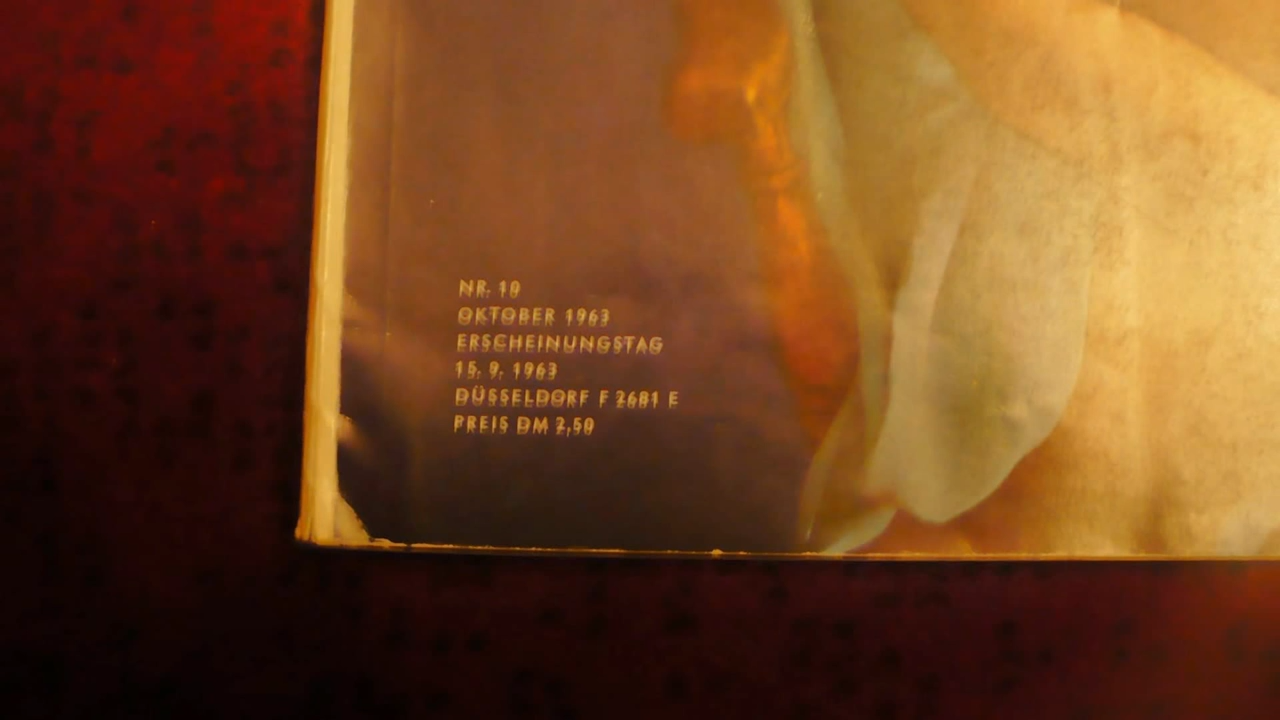 NR. 10
OKTOBER 1963
ERSCHEINUNGSTAG
15. 9. 1963
DÜSSELDORF F 2681 E
PREIS DM 2,50